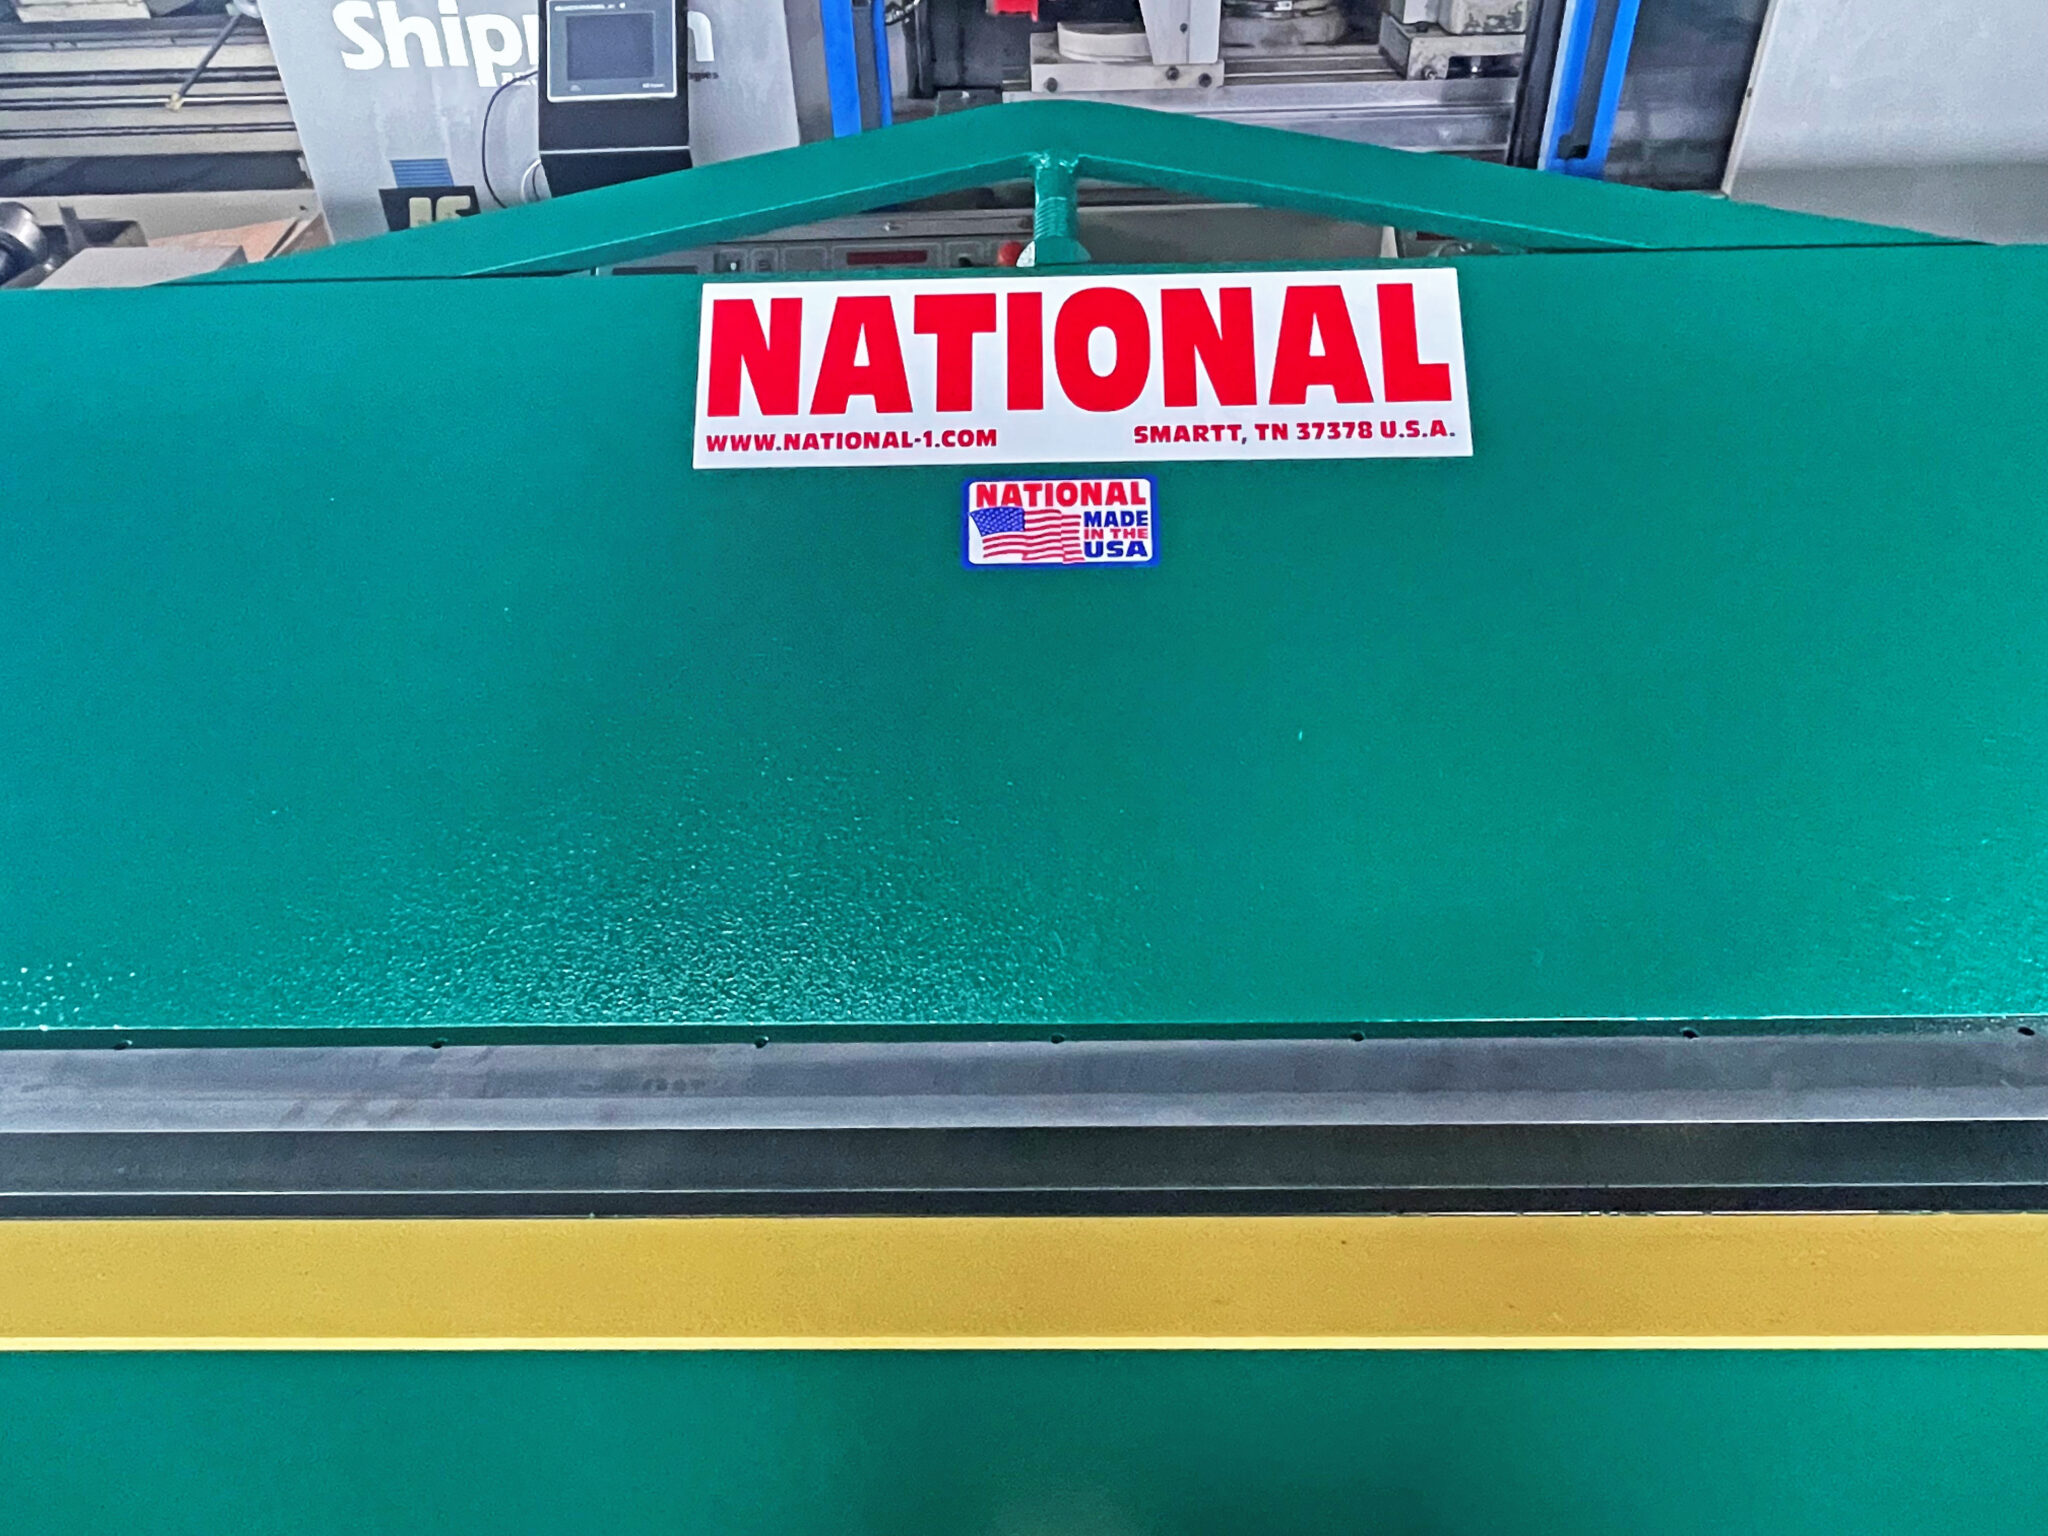 NATIONAL
WWW.NATIONAL-1.COM SMARTT, TN 37378 U.S.A.
NATIONAL
MADE
IN THE
USA